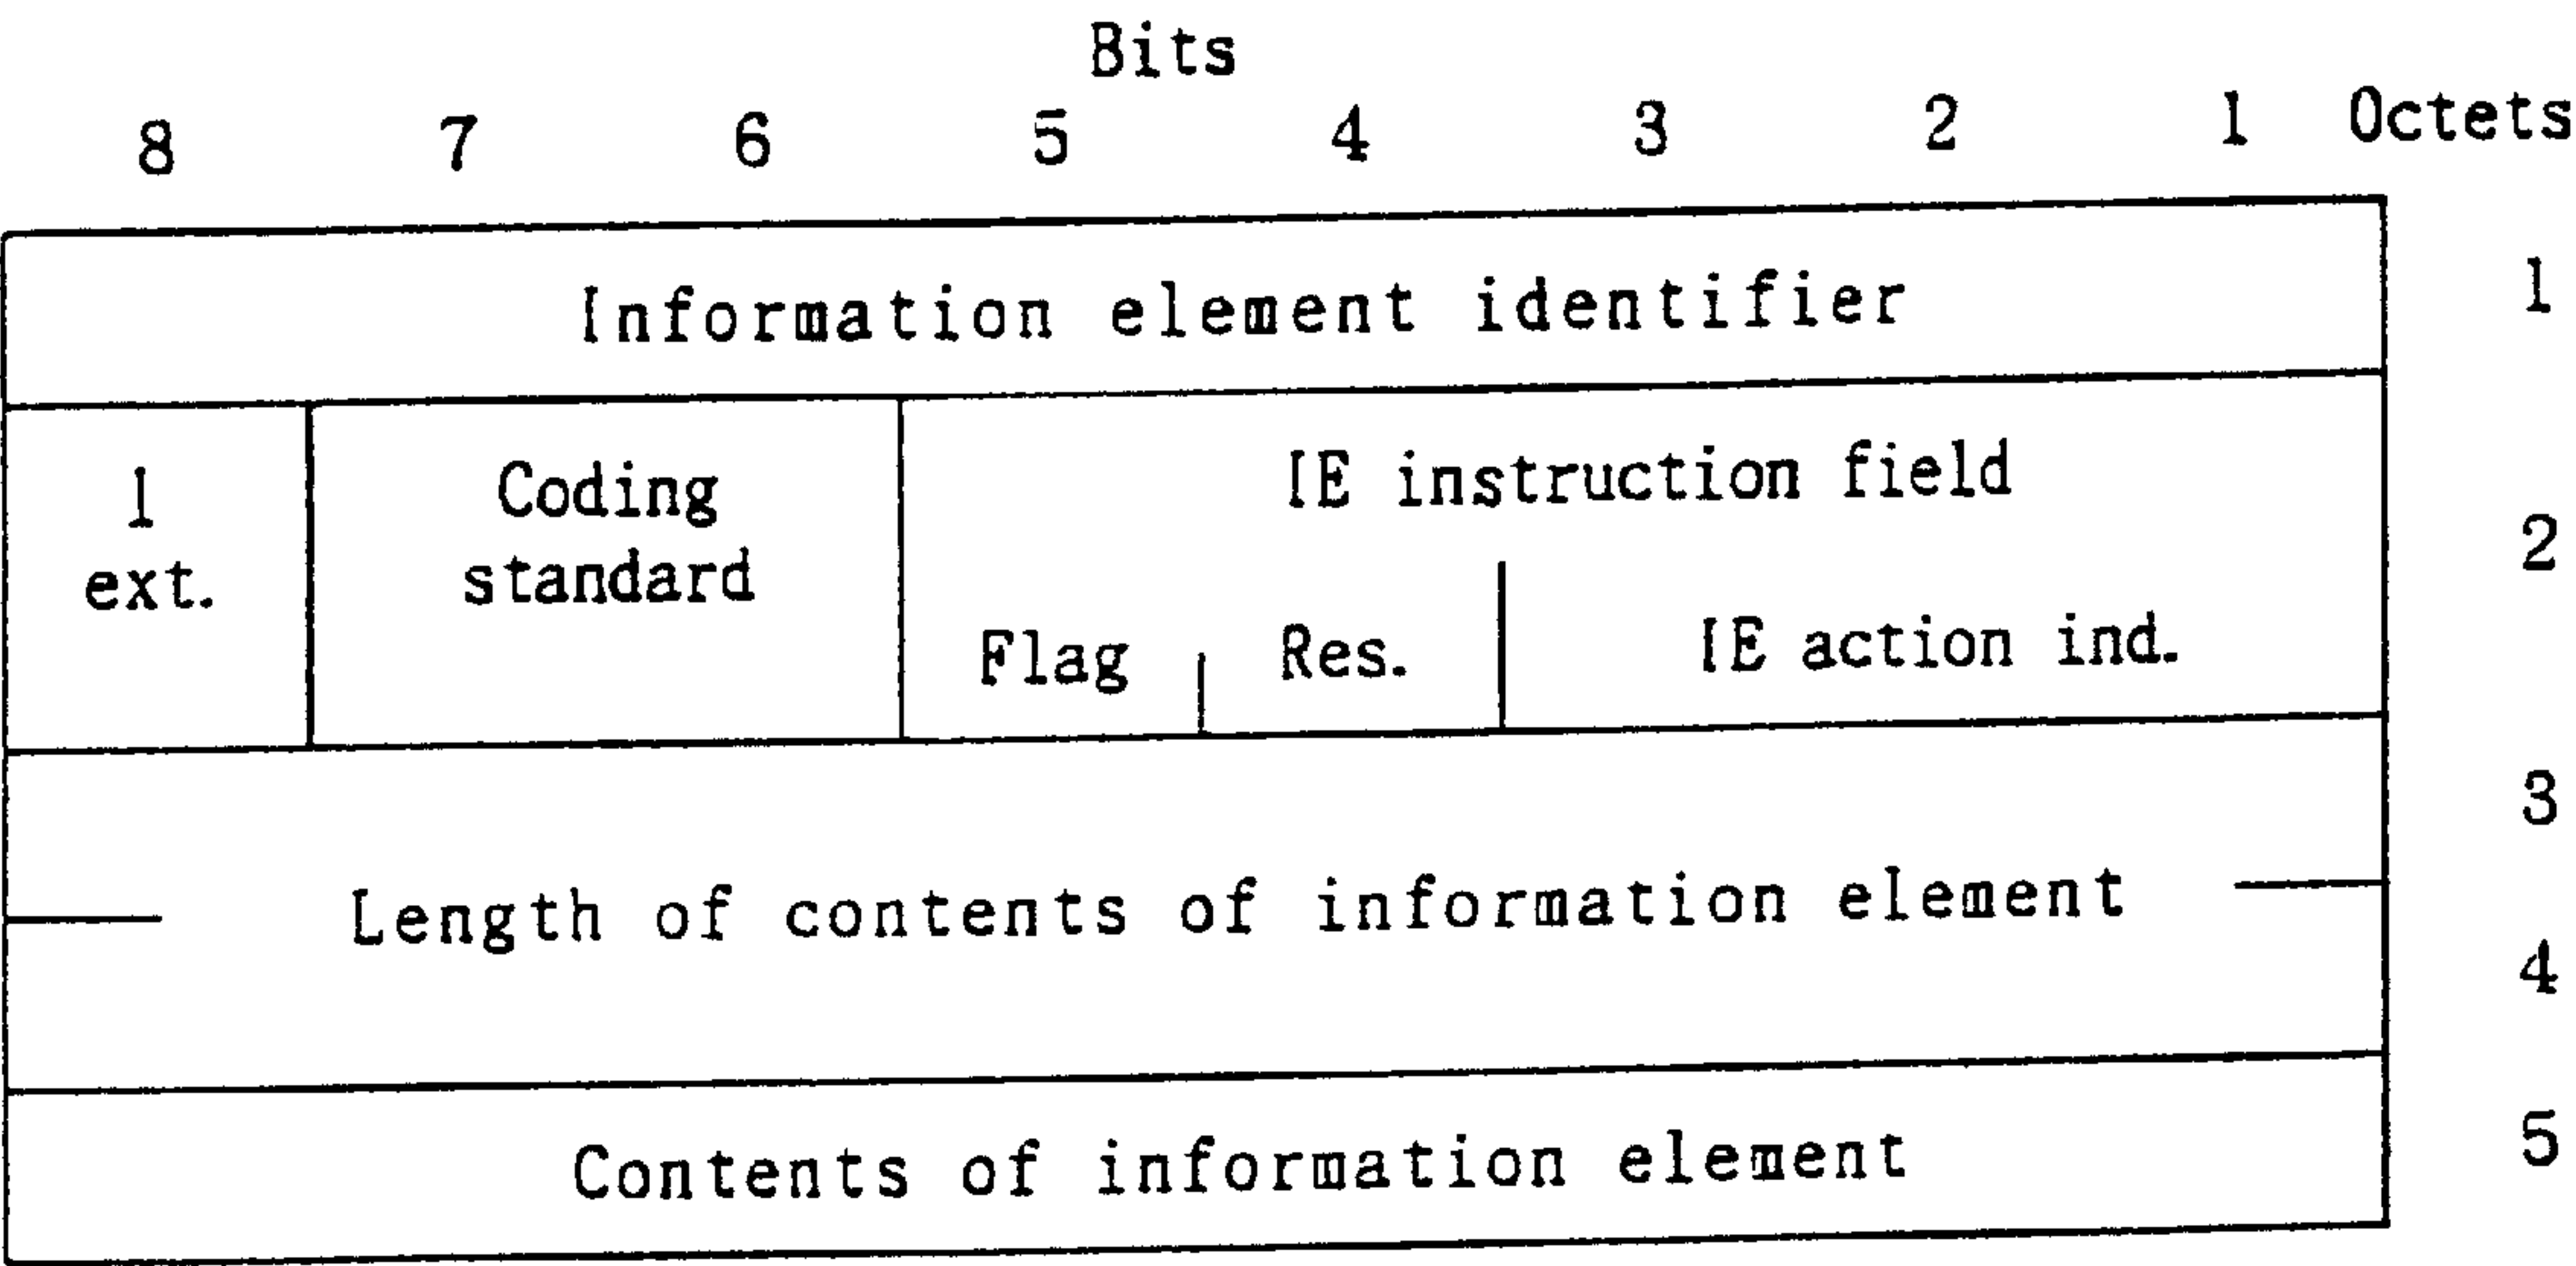 Bits
8 7 6 5 4 3 2 1 Octets
Information element identifier 1
1 ext.
Coding standard
IE instruction field
Flag Res. IE action ind.
2
3
Length of contents of information element
4
Contents of information element 5